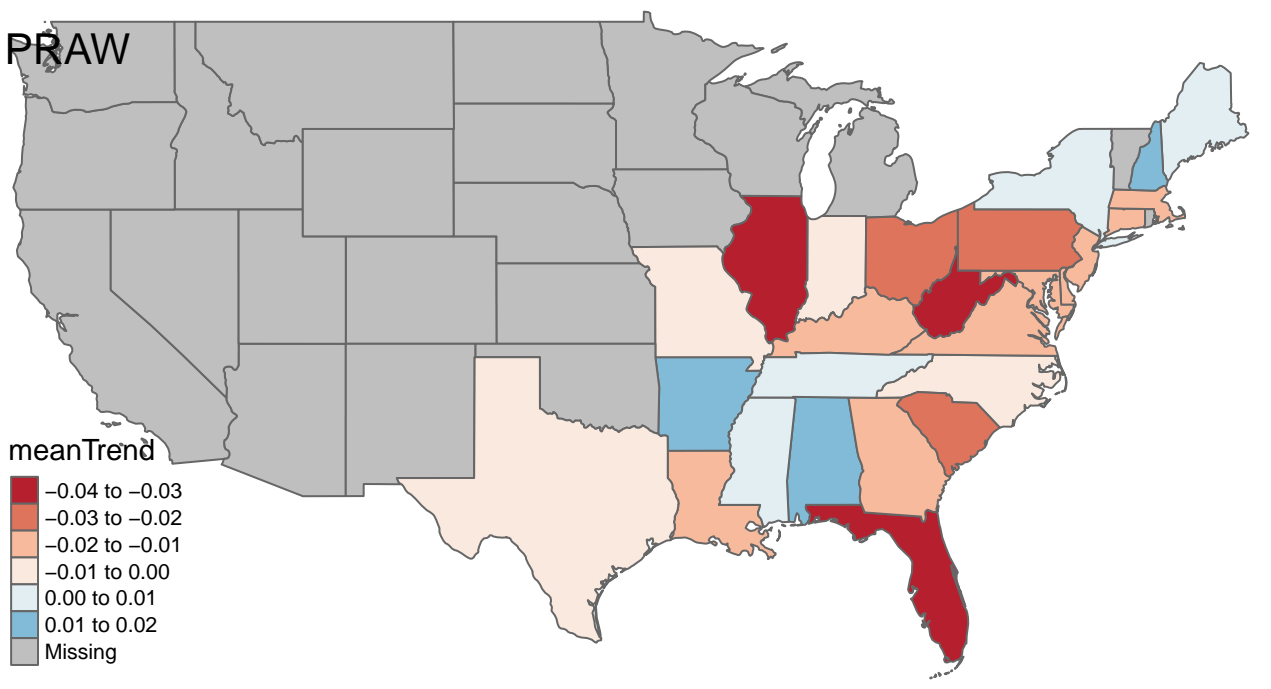 PRAW
meanTrend
−0.04 to −0.03
−0.03 to −0.02
−0.02 to −0.01
−0.01 to 0.00
0.00 to 0.01
0.01 to 0.02
Missing